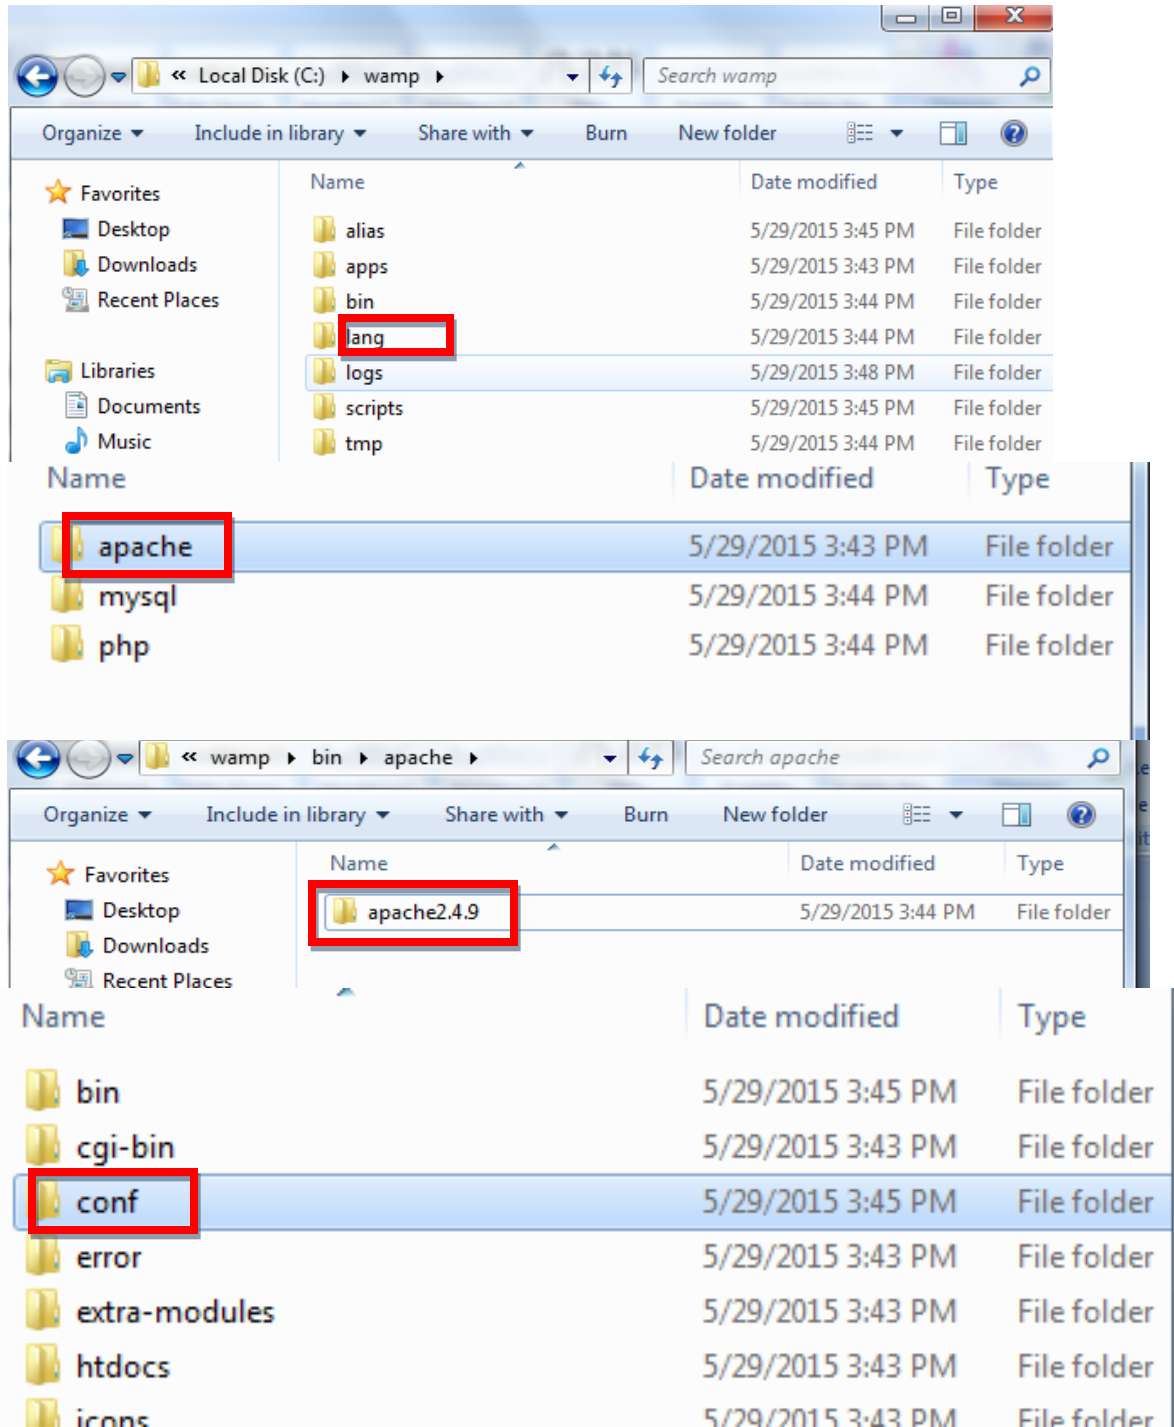 « Local Disk (C:) wamp Search wamp
Organize Include in library Share with Burn New folder
Favorites
Desktop
Downloads
Recent Places
Libraries
Documents
Music
Name Date modified Type
alias 5/29/2015 3:45 PM File folder
apps 5/29/2015 3:43 PM File folder
bin 5/29/2015 3:44 PM File folder
lang 5/29/2015 3:44 PM File folder
logs 5/29/2015 3:48 PM File folder
scripts 5/29/2015 3:45 PM File folder
tmp 5/29/2015 3:44 PM File folder
Name Date modified Type
apache 5/29/2015 3:43 PM File folder
mysql 5/29/2015 3:44 PM File folder
php 5/29/2015 3:44 PM File folder
« wamp bin apache Search apache
Organize Include in library Share with Burn New folder
Favorites
Desktop
Downloads
Recent Places
Name Date modified Type
apache2.4.9 5/29/2015 3:44 PM File folder
Name Date modified Type
bin 5/29/2015 3:45 PM File folder
cgi-bin 5/29/2015 3:43 PM File folder
conf 5/29/2015 3:45 PM File folder
error 5/29/2015 3:43 PM File folder
extra-modules 5/29/2015 3:43 PM File folder
htdocs 5/29/2015 3:43 PM File folder
icons 5/29/2015 3:43 PM File folder